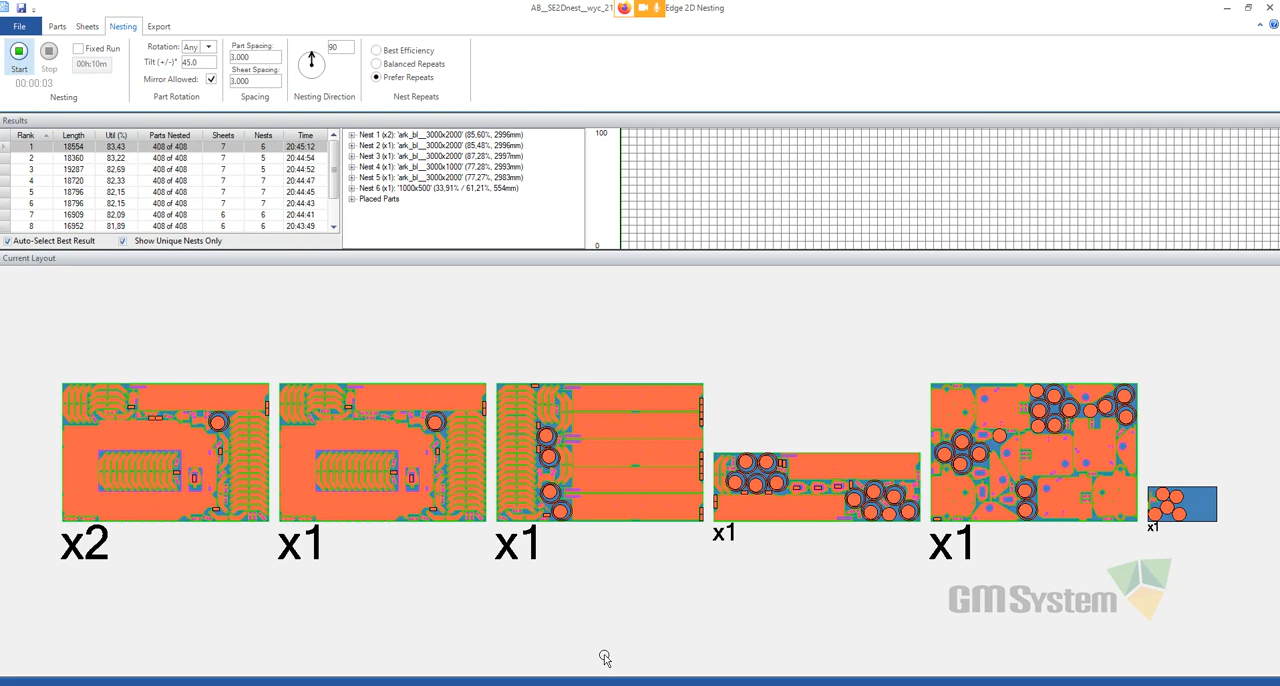 AB__SE2Dnest_wyc_21 Edge 2D Nesting
File Parts Sheets Nesting Export
Start
Stop
00:00:03
Fixed Run
00h:10m
Nesting
Rotation: Any
Tilt (+/-)° 45.0
Mirror Allowed:
Part Rotation
Part Spacing:
3.000
Sheet Spacing:
3.000
Spacing
90
Nesting Direction
Best Efficiency
Balanced Repeats
Prefer Repeats
Nest Repeats
Results
Rank Length Util (%) Parts Nested Sheets Nests Time
1 18554 83,43 408 of 408 7 6 20:45:12
2 18360 83,22 408 of 408 7 5 20:44:54
3 19287 82,69 408 of 408 7 5 20:44:52
4 18720 82,33 408 of 408 7 7 20:44:47
5 18796 82,15 408 of 408 7 7 20:44:45
6 18796 82,15 408 of 408 7 7 20:44:43
7 16909 82,09 408 of 408 6 6 20:44:41
8 16952 81,89 408 of 408 6 6 20:43:49
Auto-Select Best Result Show Unique Nests Only
Nest 1 (x2): 'ark_bl__3000x2000' (85,60%, 2996mm)
Nest 2 (x1): 'ark_bl__3000x2000' (85,48%, 2996mm)
Nest 3 (x1): 'ark_bl__3000x2000' (87,28%, 2997mm)
Nest 4 (x1): 'ark_bl__3000x1000' (77,28%, 2993mm)
Nest 5 (x1): 'ark_bl__3000x2000' (77,27%, 2983mm)
Nest 6 (x1): '1000x500' (33,91% / 61,21%, 554mm)
Placed Parts
100
0
Current Layout
x2
x1
x1
x1
x1
x1
GMSystem